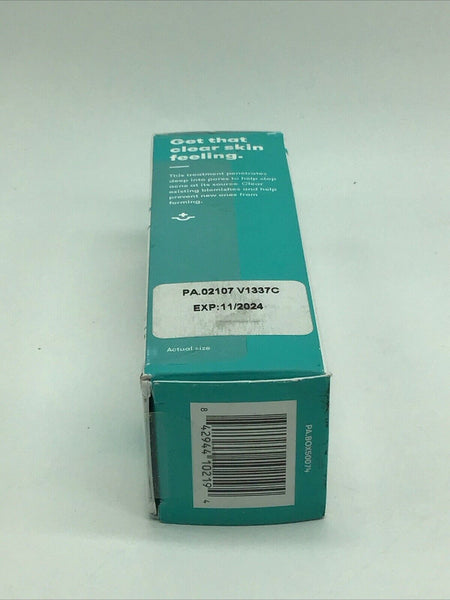 Get that
clear skin
feeling.
This treatment penetrates
deep into pores to help stop
acne at its source. Clear
existing blemishes and help
prevent new ones from
forming.
PA.02107 V1337C
EXP:11/2024
Actual size
8 42944 10219 4
PA.BOX50074